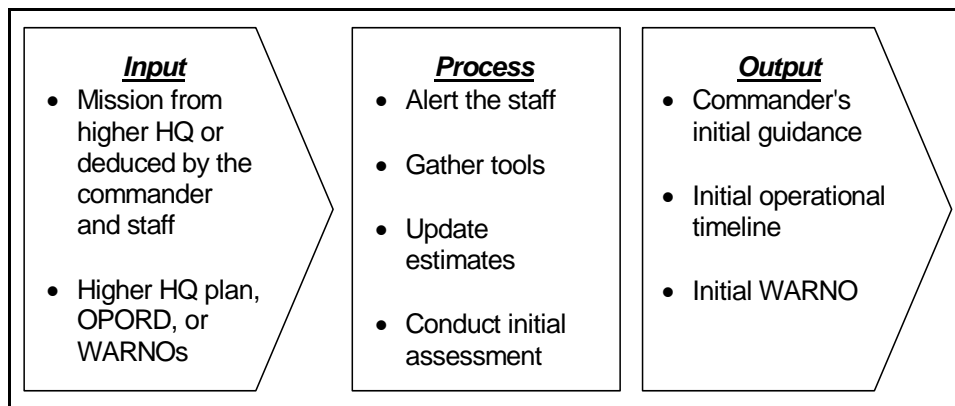 Input
• Mission from
higher HQ or
deduced by the
commander
and staff
• Higher HQ plan,
OPORD, or
WARNOs
Process
• Alert the staff
• Gather tools
• Update
estimates
• Conduct initial
assessment
Output
• Commander's
initial guidance
• Initial operational
timeline
• Initial WARNO